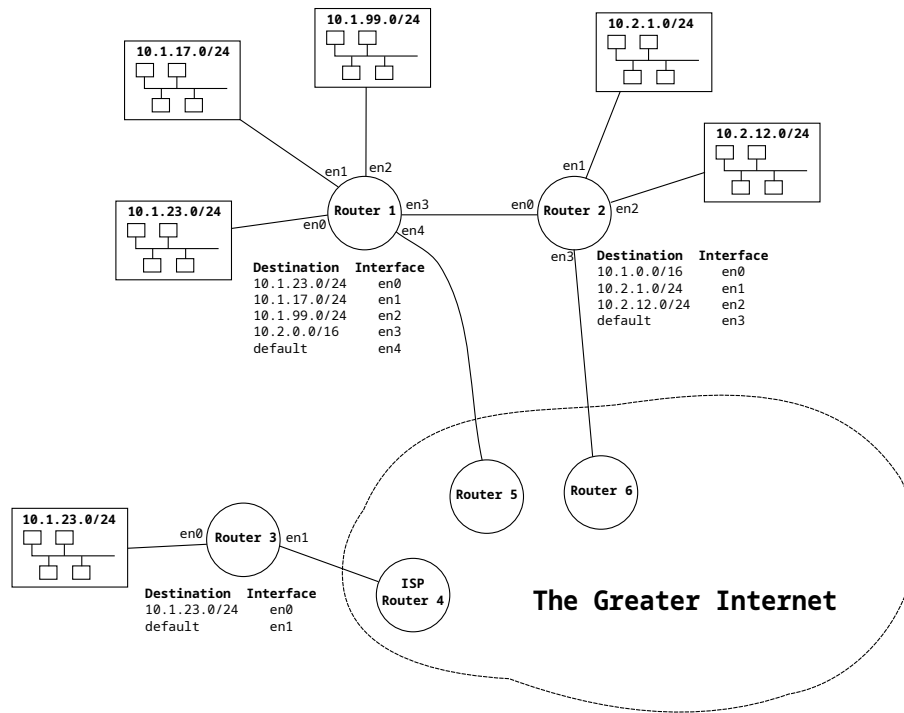 10.1.99.0/24
10.2.1.0/24
10.1.17.0/24
10.2.12.0/24
en1
en2
en1
10.1.23.0/24
en0
Router 1
en3
en4
en0
Router 2
en2
en3
Destination Interface
10.1.23.0/24 en0
10.1.17.0/24 en1
10.1.99.0/24 en2
10.2.0.0/16 en3
default en4
Destination Interface
10.1.0.0/16 en0
10.2.1.0/24 en1
10.2.12.0/24 en2
default en3
Router 5
Router 6
10.1.23.0/24
en0
Router 3
en1
Destination Interface
10.1.23.0/24 en0
default en1
ISP
Router 4
The Greater Internet